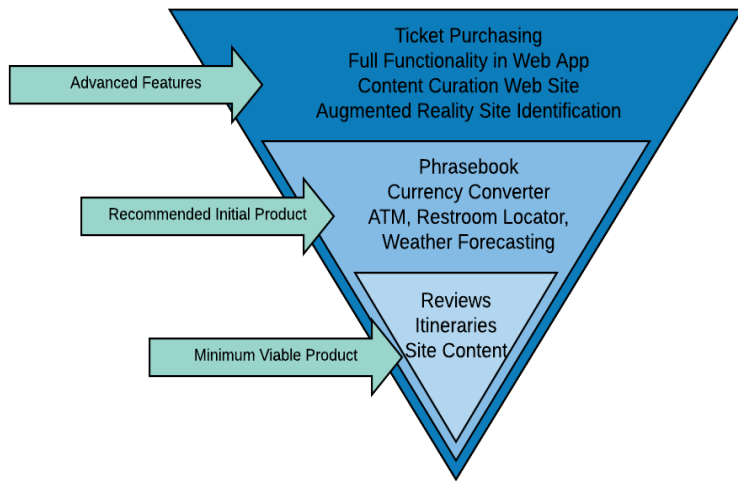 Ticket Purchasing
Full Functionality in Web App
Content Curation Web Site
Augmented Reality Site Identification
Advanced Features
Phrasebook
Currency Converter
ATM, Restroom Locator,
Weather Forecasting
Recommended Initial Product
Reviews
Itineraries
Site Content
Minimum Viable Product